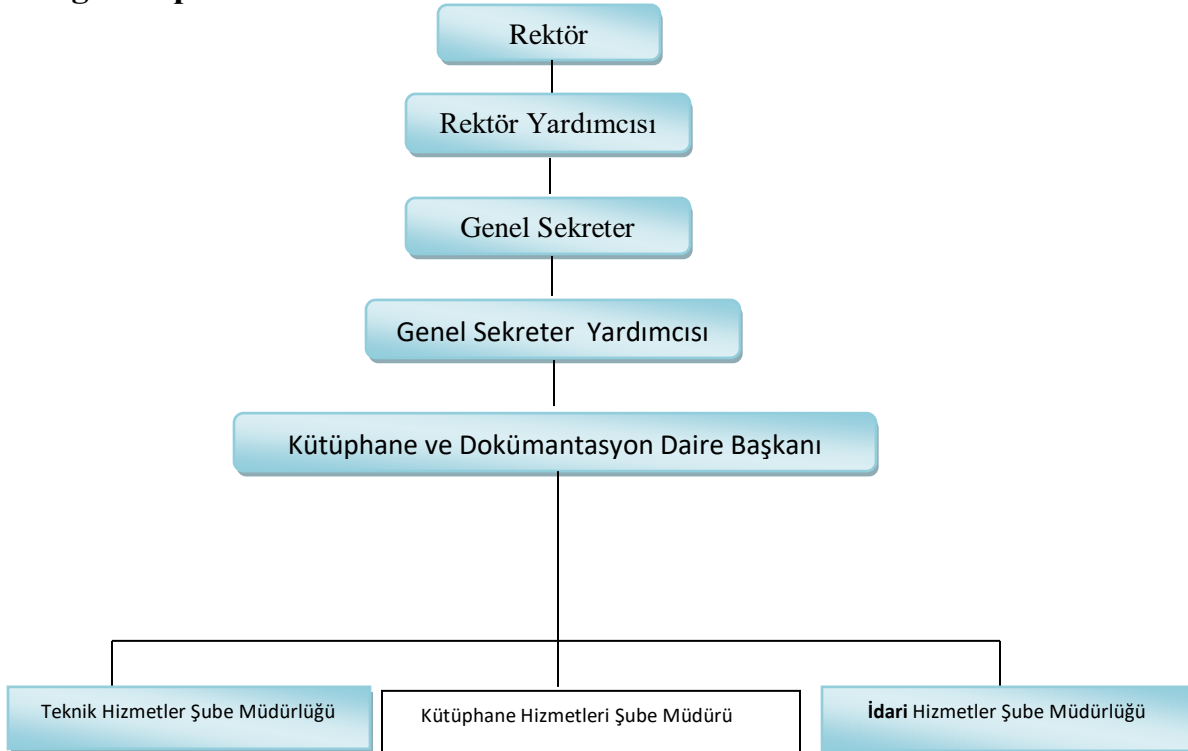 Rektör
Rektör Yardımcısı
Genel Sekreter
Genel Sekreter Yardımcısı
Kütüphane ve Dokümantasyon Daire Başkanı
Teknik Hizmetler Şube Müdürlüğü
Kütüphane Hizmetleri Şube Müdürü
İdari Hizmetler Şube Müdürlüğü